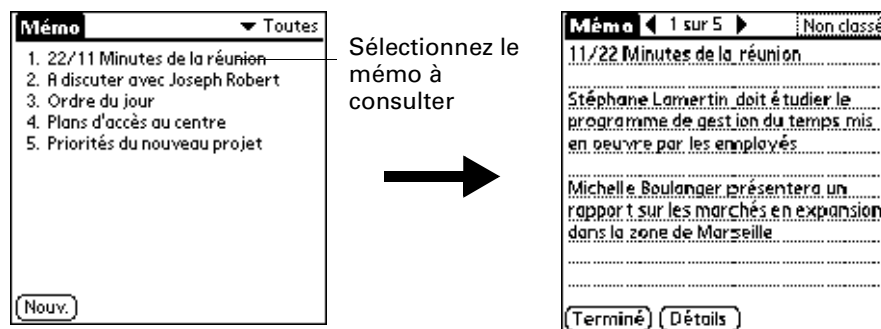 Mémo
Toutes
1. 22/11 Minutes de la réunion
2. A discuter avec Joseph Robert
3. Ordre du jour
4. Plans d'accès au centre
5. Priorités du nouveau projet
Nouv.
Sélectionnez le
mémo à
consulter
Mémo 1 sur 5 Non classé
11/22 Minutes de la réunion
Stéphane Lamertin doit étudier le
programme de gestion du temps mis
en oeuvre par les employés
Michelle Boulanger présentera un
rapport sur les marchés en expansion
dans la zone de Marseille
Terminé Détails